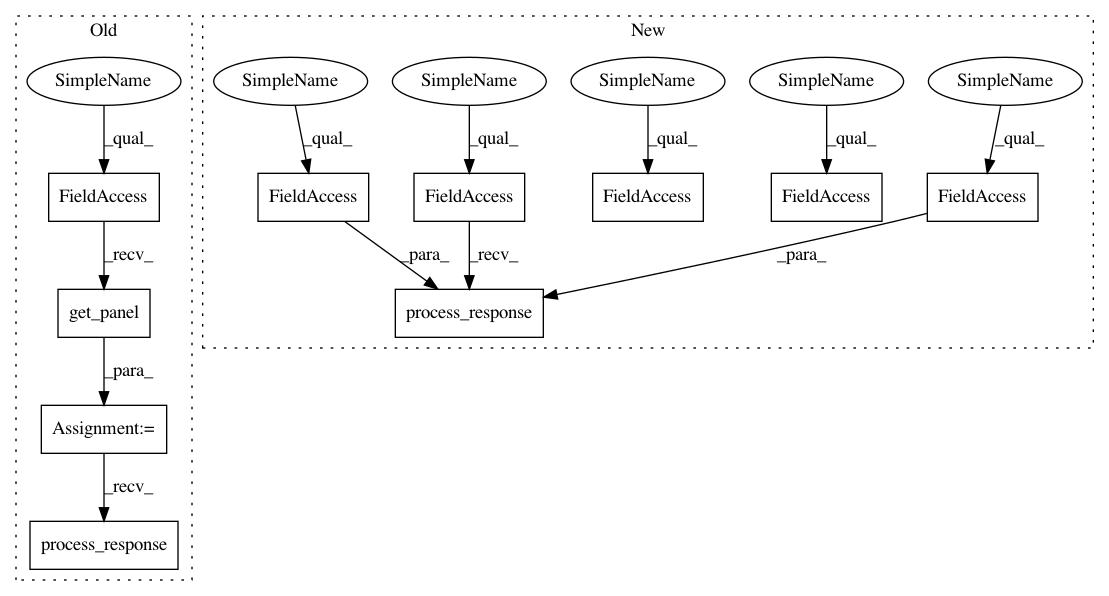 Old
New
SimpleName
SimpleName
SimpleName
SimpleName
SimpleName
SimpleName
_qual_
_qual_
_qual_
_qual_
_qual_
_qual_
FieldAccess
FieldAccess
FieldAccess
FieldAccess
FieldAccess
FieldAccess
_recv_
_para_
_recv_
_para_
get_panel
process_response
_para_
Assignment:=
_recv_
process_response